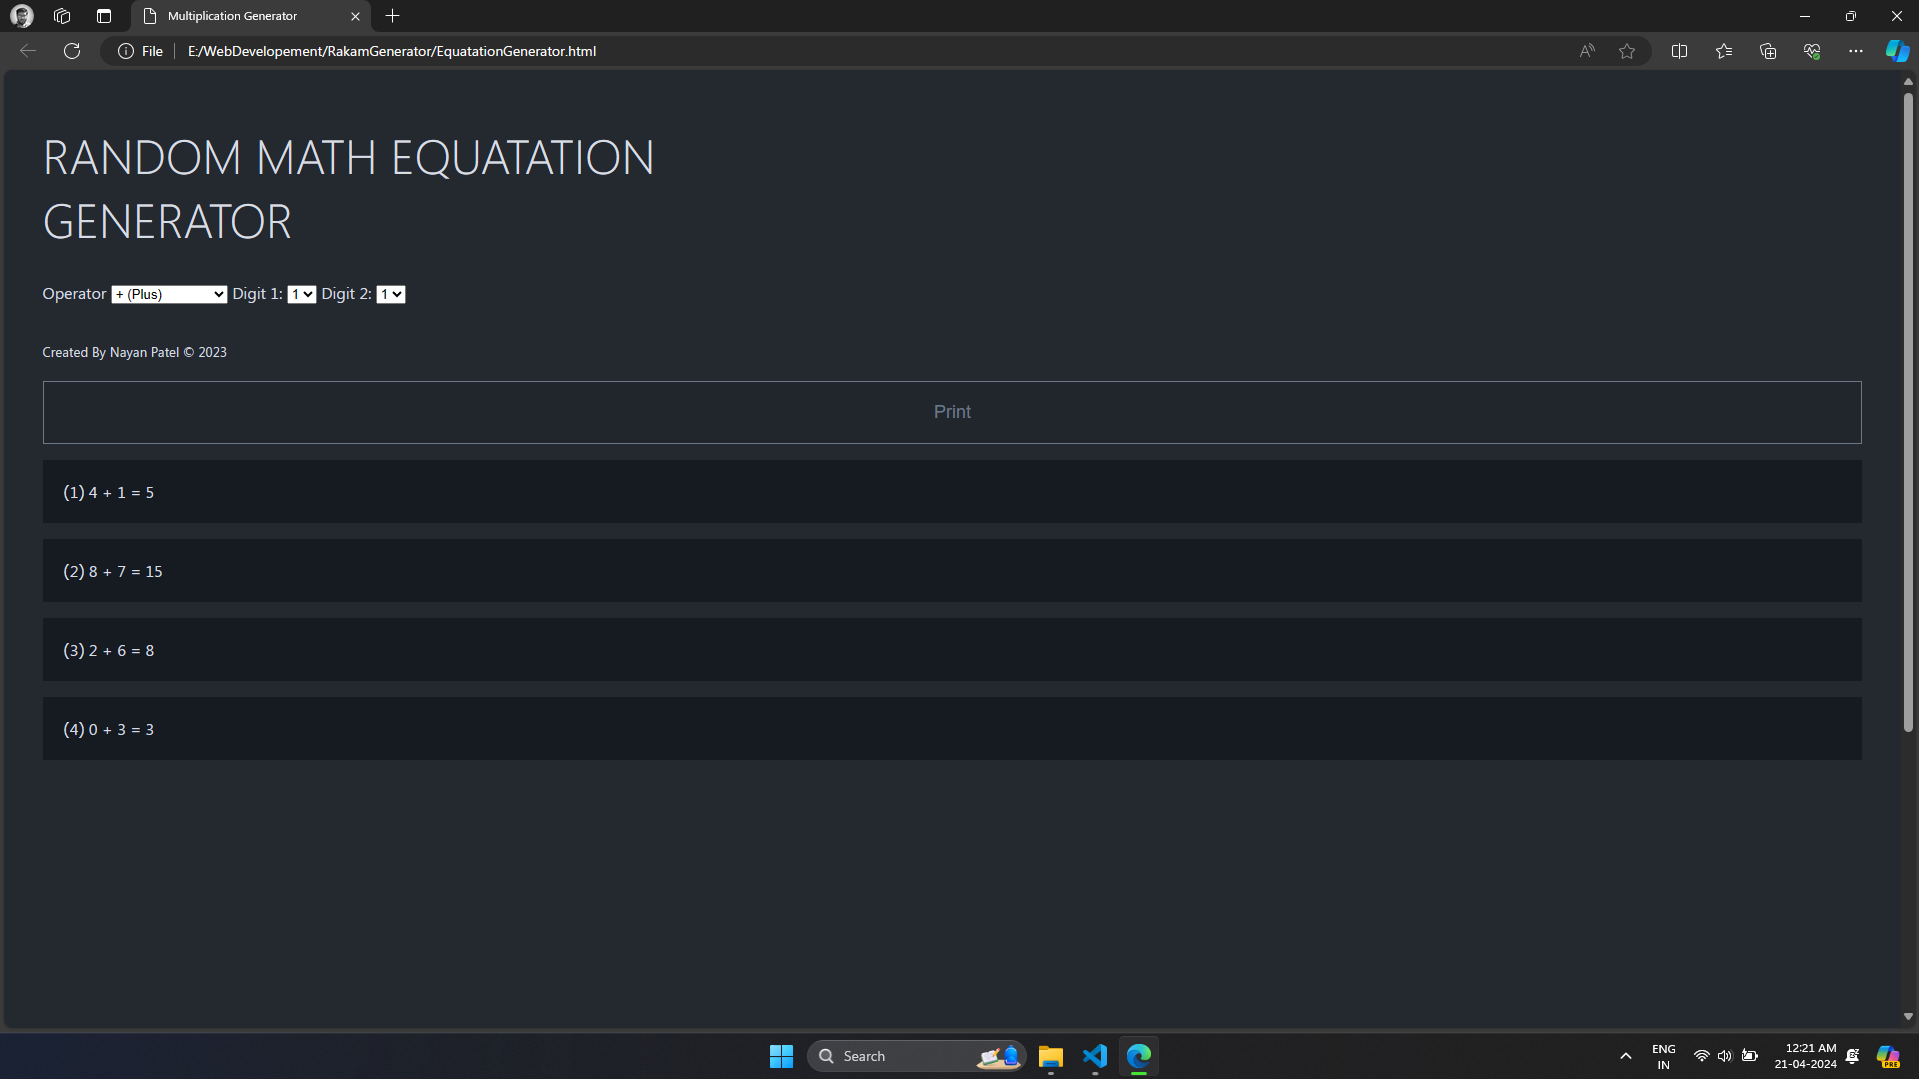 Multiplication Generator
File
E:/WebDevelopement/RakamGenerator/EquatationGenerator.html
RANDOM MATH EQUATATION
GENERATOR
Operator + (Plus) Digit 1: 1 Digit 2: 1
Created By Nayan Patel © 2023
Print
(1) 4 + 1 = 5
(2) 8 + 7 = 15
(3) 2 + 6 = 8
(4) 0 + 3 = 3
Search
ENG
IN
12:21 AM
21-04-2024
PRE